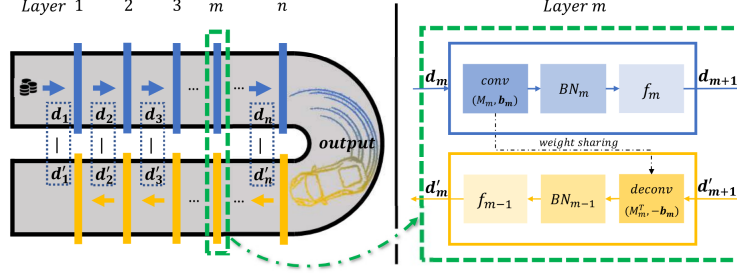 Layer 1 2 3 m n
... ...
d₁ d₂ d₃ dₙ
| | | |
output
d′₁ d′₂ d′₃ d′ₙ
... ...
Layer m
dₘ conv (Mₘ, bₘ) BNₘ fₘ dₘ₊₁
weight sharing
d′ₘ fₘ₋₁ BNₘ₋₁ deconv (Mₘᵀ, −bₘ) d′ₘ₊₁